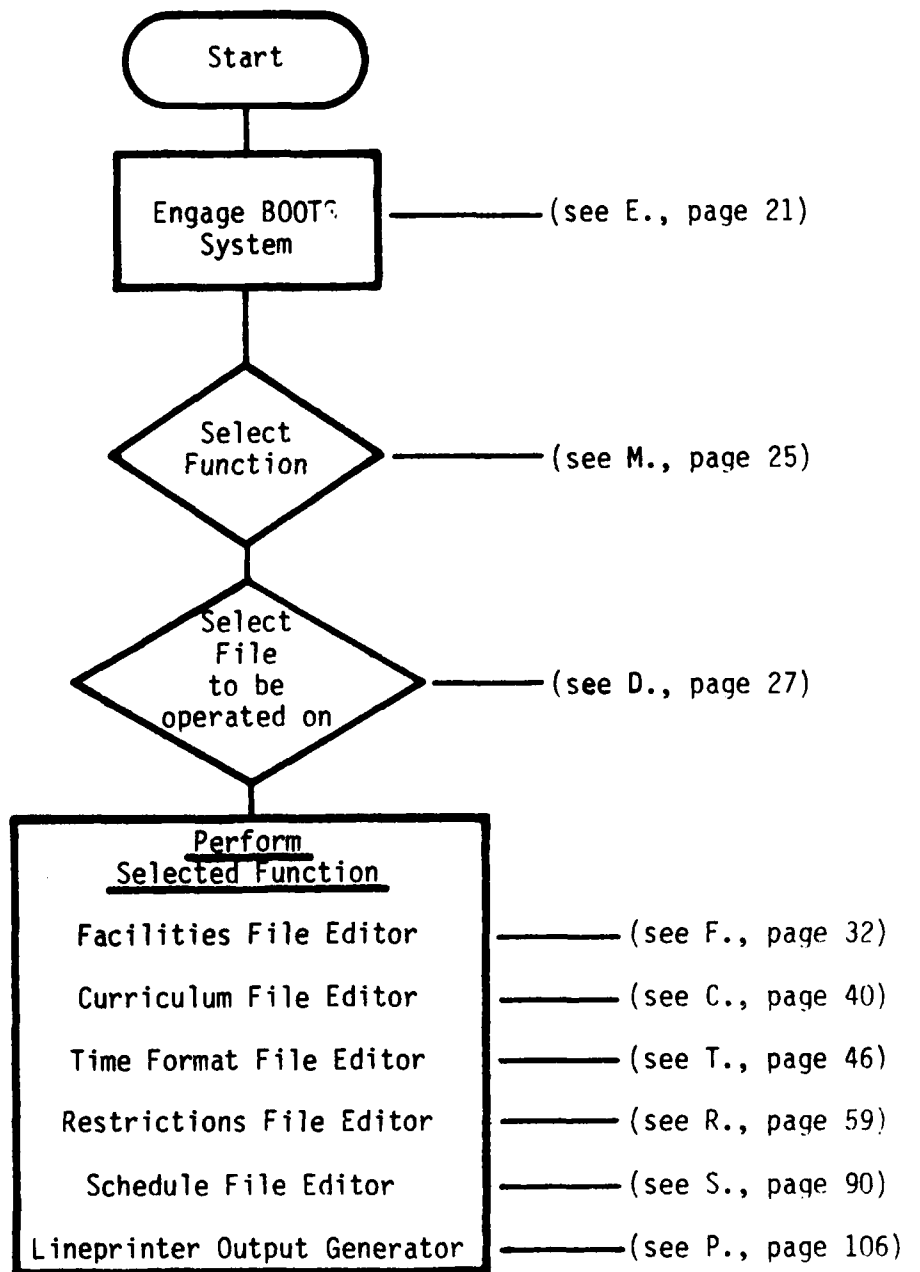 Start
Engage BOOTS
System
(see E., page 21)
Select
Function
(see M., page 25)
Select
File
to be
operated on
(see D., page 27)
Perform
Selected Function
Facilities File Editor
(see F., page 32)
Curriculum File Editor
(see C., page 40)
Time Format File Editor
(see T., page 46)
Restrictions File Editor
(see R., page 59)
Schedule File Editor
(see S., page 90)
Lineprinter Output Generator
(see P., page 106)